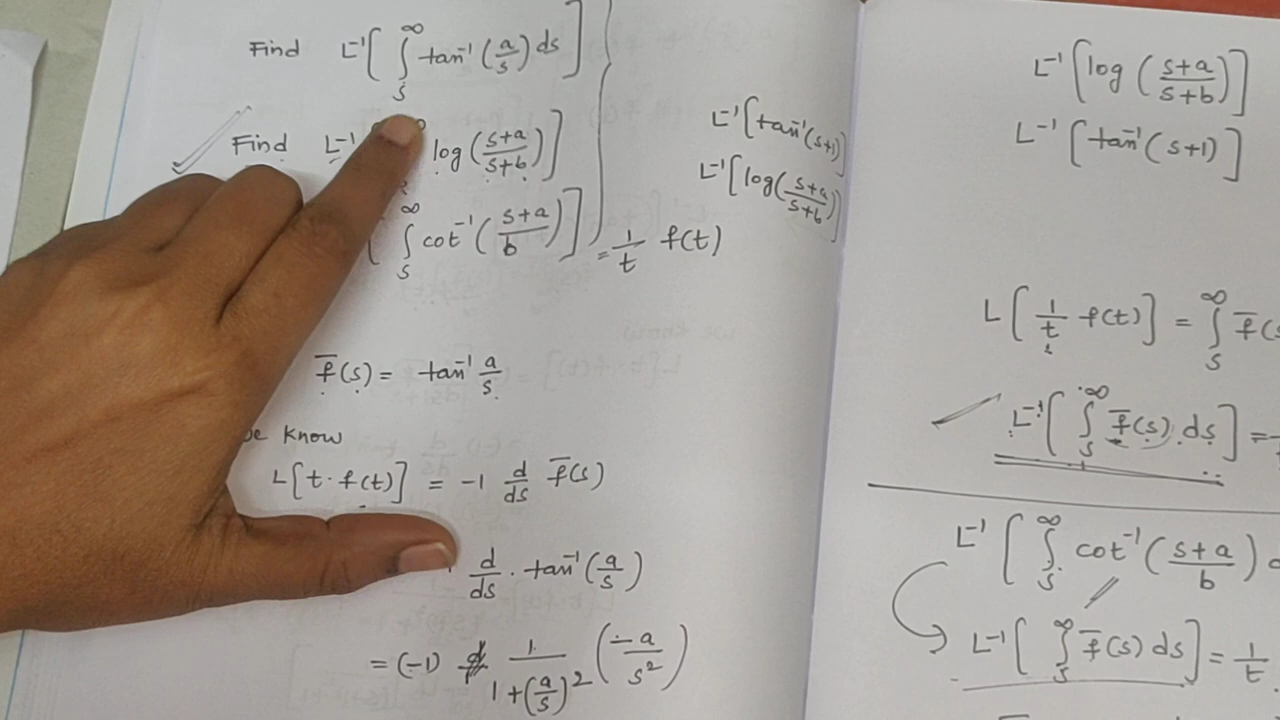 Find L⁻¹[ ∫ₛ^∞ tan⁻¹(a/s) ds ]
Find L⁻¹ log((s+a)/(s+b)) ]
[ ∫ₛ^∞ cot⁻¹((s+a)/b) ] = 1/t f(t)
f̅(s) = tan⁻¹ a/s
know
L[t · f(t)] = -1 d/ds f̅(s)
d/ds · tan⁻¹(a/s)
= (-1) 1/(1+(a/s)²) (-a/s²)
L⁻¹[tan⁻¹(s+1)]
L⁻¹[log((s+a)/(s+b))]
L⁻¹[log((s+a)/(s+b))]
L⁻¹[tan⁻¹(s+1)]
L[1/t f(t)] = ∫ₛ^∞ f̅(s
L⁻¹[ ∫ₛ^∞ f̅(s) ds ] =
L⁻¹[ ∫ₛ^∞ cot⁻¹((s+a)/b)
L⁻¹[ ∫ₛ^∞ f̅(s) ds ] = 1/t